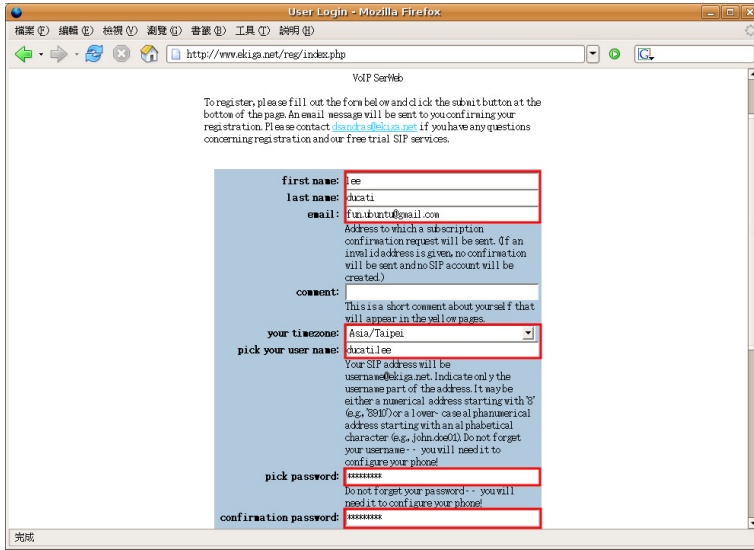 User Login - Mozilla Firefox
檔案(F) 編輯(E) 檢視(V) 瀏覽(G) 書籤(B) 工具(T) 說明(H)
http://www.ekiga.net/reg/index.php
VoIP SerWeb
To register, please fill out the form below and click the submit button at the
bottom of the page. An email message will be sent to you confirming your
registration. Please contact dsandras@ekiga.net if you have any questions
concerning registration and our free trial SIP services.
first name: lee
last name: ducati
email: fun.ubuntu@gmail.com
Address to which a subscription
confirmation request will be sent. (If an
invalid address is given, no confirmation
will be sent and no SIP account will be
created.)
comment:
This is a short comment about yourself that
will appear in the yellow pages.
your timezone: Asia/Taipei
pick your user name: ducati.lee
Your SIP address will be
username@ekiga.net. Indicate only the
username part of the address. It may be
either a numerical address starting with '8'
(e.g., '8910') or a lower-case alphanumerical
address starting with an alphabetical
character (e.g., john.doe01). Do not forget
your username -- you will need it to
configure your phone!
pick password: *********
Do not forget your password -- you will
need it to configure your phone!
confirmation password: *********
完成